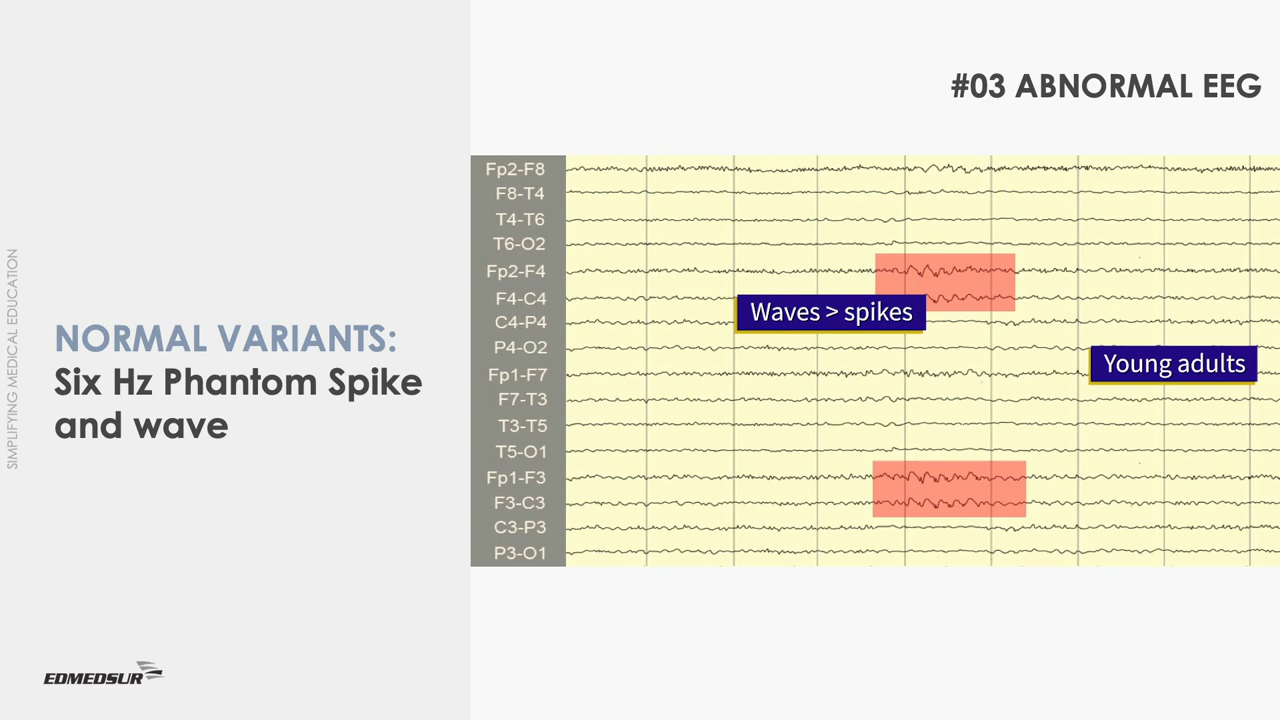 #03 ABNORMAL EEG
SIMPLIFYING MEDICAL EDUCATION
NORMAL VARIANTS:
Six Hz Phantom Spike
and wave
Fp2-F8
F8-T4
T4-T6
T6-O2
Fp2-F4
F4-C4
C4-P4
P4-O2
Fp1-F7
F7-T3
T3-T5
T5-O1
Fp1-F3
F3-C3
C3-P3
P3-O1
Waves > spikes
Young adults
EDMEDSUR